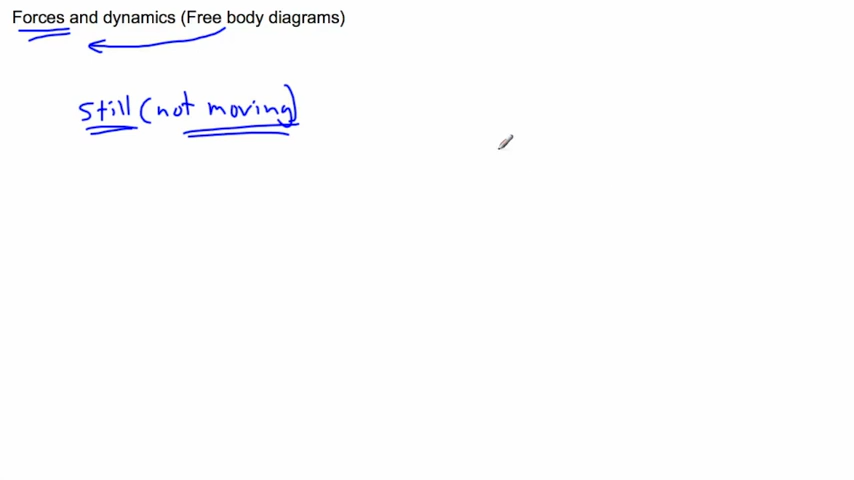 Forces and dynamics (Free body diagrams)
still (not moving)